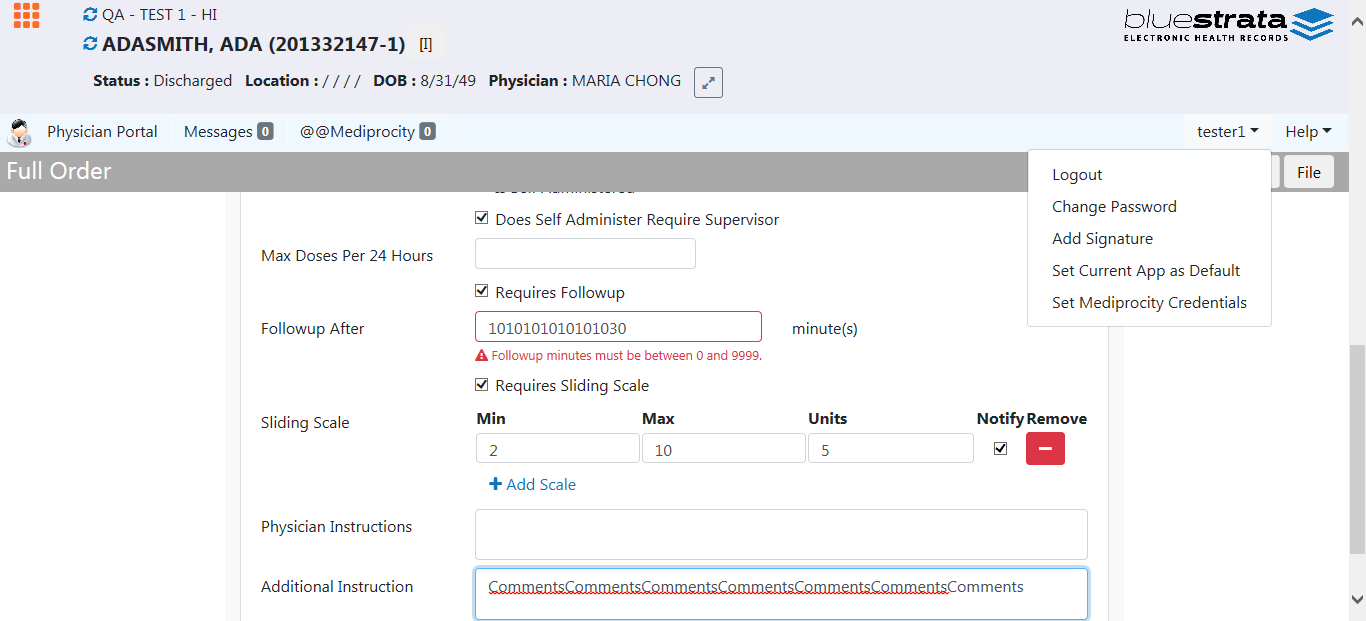 QA - TEST 1 - HI
bluestrata
ELECTRONIC HEALTH RECORDS
ADASMITH, ADA (201332147-1) [I]
Status : Discharged Location : / / / / DOB : 8/31/49 Physician : MARIA CHONG
Physician Portal Messages 0 @@Mediprocity 0 tester1 Help
Full Order
File
Logout
Change Password
Add Signature
Set Current App as Default
Set Mediprocity Credentials
Is Self Administered
Does Self Administer Require Supervisor
Max Doses Per 24 Hours
Requires Followup
Followup After 1010101010101030 minute(s)
Followup minutes must be between 0 and 9999.
Requires Sliding Scale
Sliding Scale Min Max Units Notify Remove
2 10 5
Add Scale
Physician Instructions
Additional Instruction CommentsCommentsCommentsCommentsCommentsCommentsComments